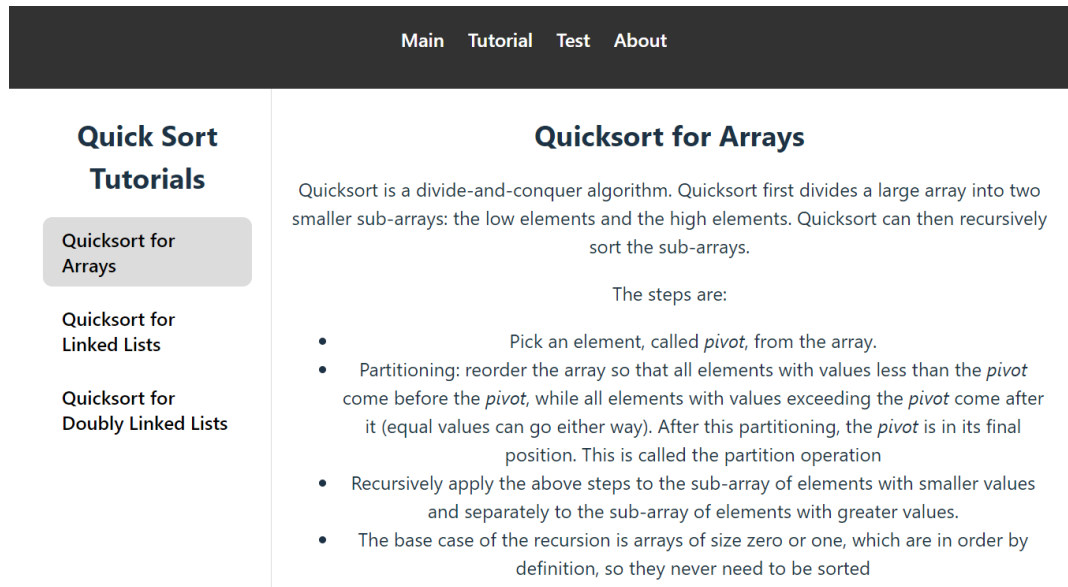 Main Tutorial Test About
Quick Sort
Tutorials
Quicksort for
Arrays
Quicksort for
Linked Lists
Quicksort for
Doubly Linked Lists
Quicksort for Arrays
Quicksort is a divide-and-conquer algorithm. Quicksort first divides a large array into two
smaller sub-arrays: the low elements and the high elements. Quicksort can then recursively
sort the sub-arrays.
The steps are:
• Pick an element, called pivot, from the array.
• Partitioning: reorder the array so that all elements with values less than the pivot
come before the pivot, while all elements with values exceeding the pivot come after
it (equal values can go either way). After this partitioning, the pivot is in its final
position. This is called the partition operation
• Recursively apply the above steps to the sub-array of elements with smaller values
and separately to the sub-array of elements with greater values.
• The base case of the recursion is arrays of size zero or one, which are in order by
definition, so they never need to be sorted